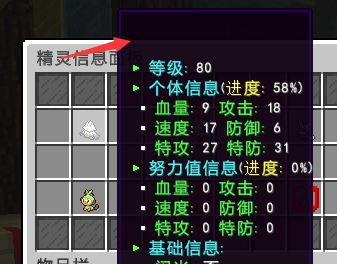 精灵信息面
▸ 等级: 80
▸ 个体信息(进度: 58%)
▪ 血量: 9 攻击: 18
▪ 速度: 17 防御: 6
▪ 特攻: 27 特防: 31
▸ 努力值信息(进度: 0%)
▪ 血量: 0 攻击: 0
▪ 速度: 0 防御: 0
▪ 特攻: 0 特防: 0
▸ 基础信息: